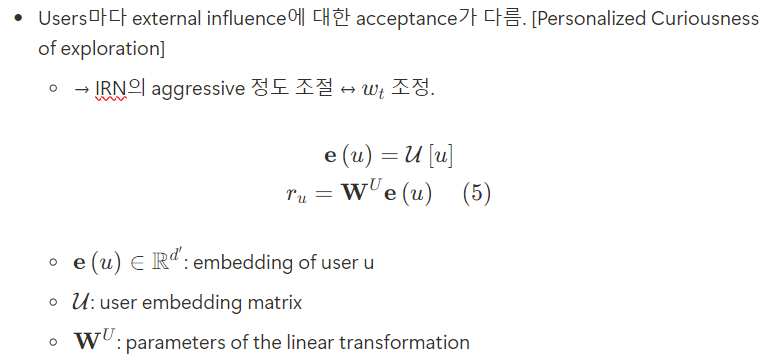 • Users마다 external influence에 대한 acceptance가 다름. [Personalized Curiousness
of exploration]
◦ → IRN의 aggressive 정도 조절 ↔ $w_t$ 조정.
$\mathbf{e}(u) = \mathcal{U}[u]$
$r_u = \mathbf{W}^U \mathbf{e}(u) \quad (5)$
◦ $\mathbf{e}(u) \in \mathbb{R}^{d'}$: embedding of user u
◦ $\mathcal{U}$: user embedding matrix
◦ $\mathbf{W}^U$: parameters of the linear transformation